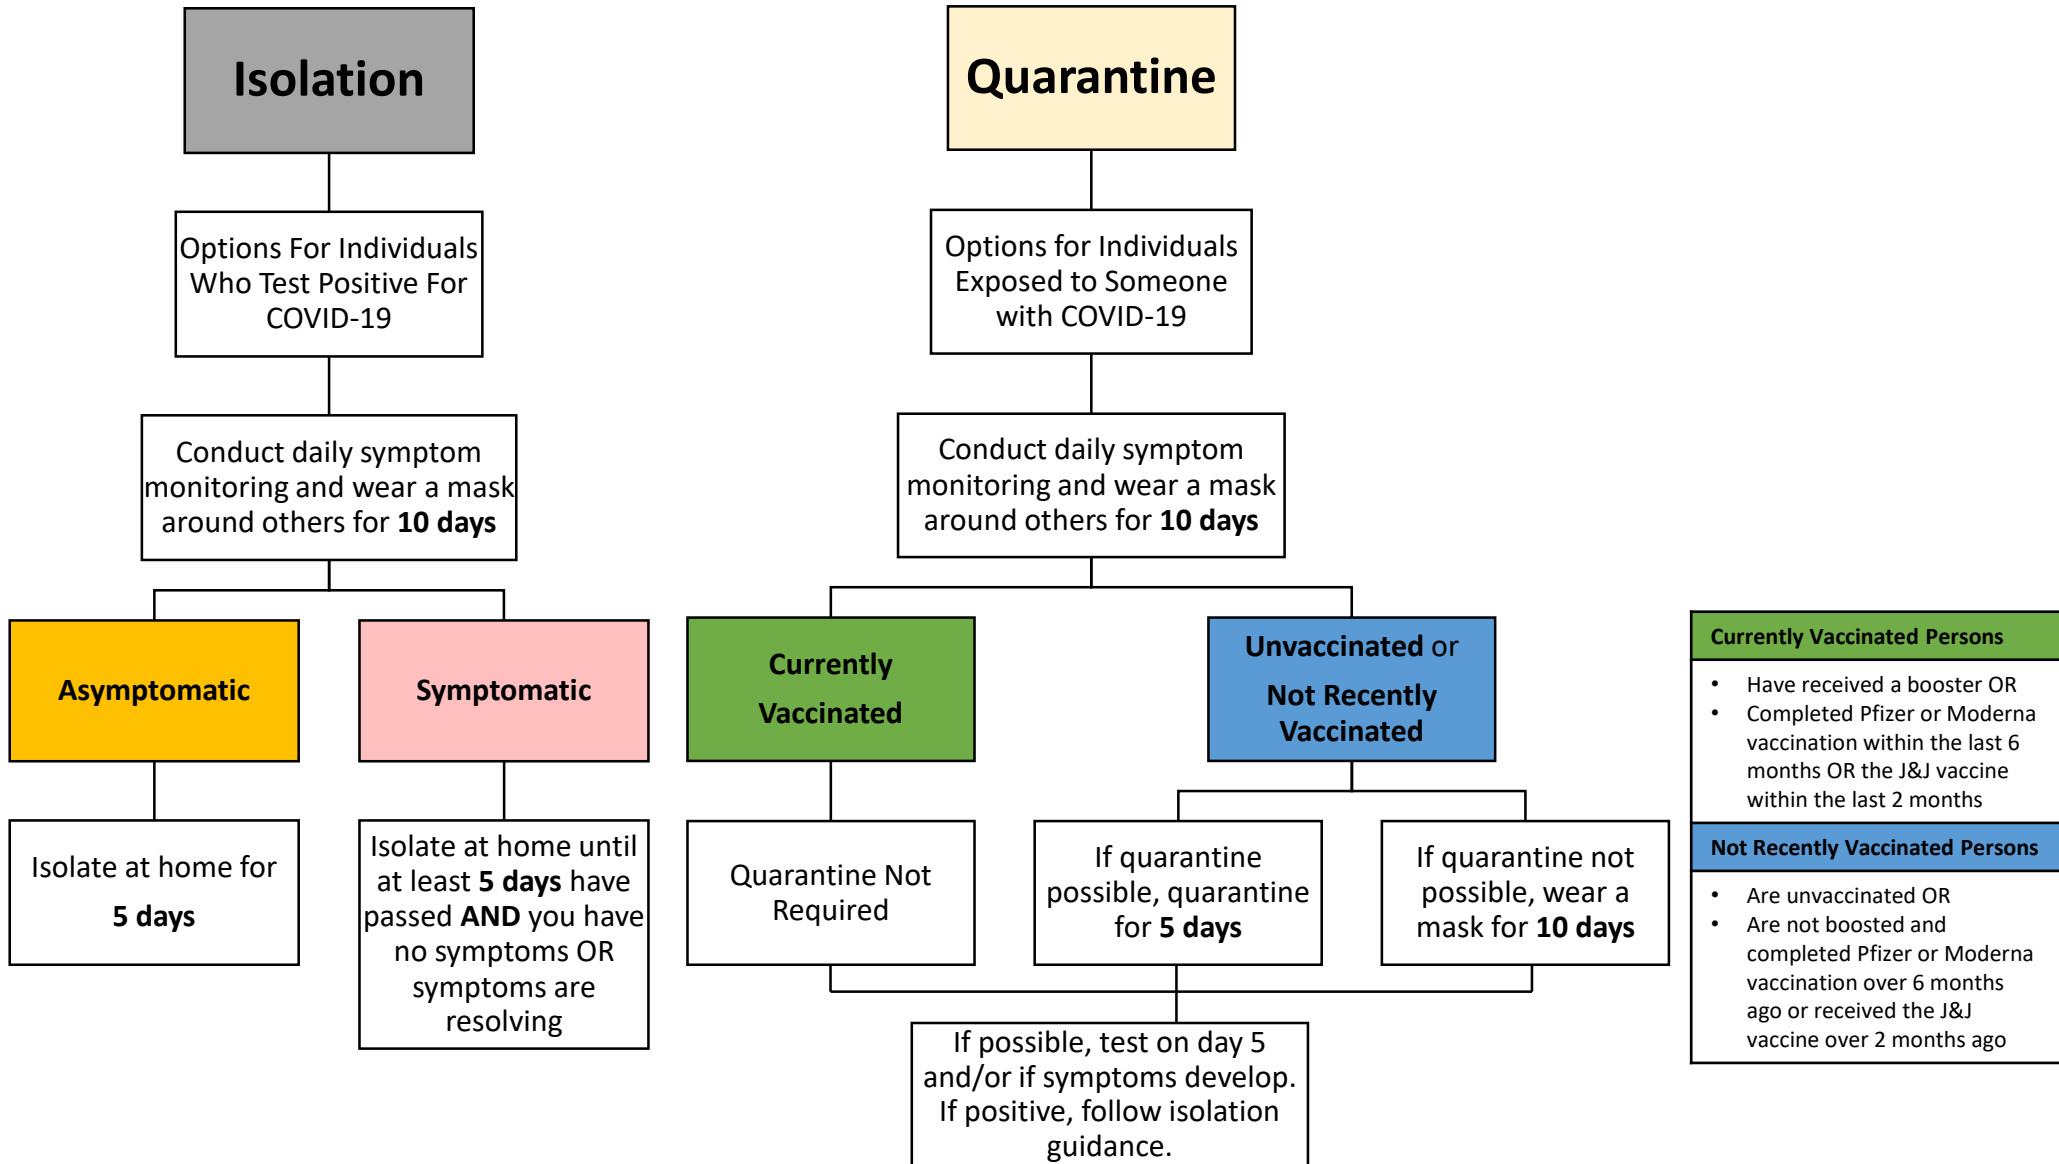 Isolation
Options For Individuals
Who Test Positive For
COVID-19
Conduct daily symptom
monitoring and wear a mask
around others for 10 days
Asymptomatic
Isolate at home for
5 days
Symptomatic
Isolate at home until
at least 5 days have
passed AND you have
no symptoms OR
symptoms are
resolving
Quarantine
Options for Individuals
Exposed to Someone
with COVID-19
Conduct daily symptom
monitoring and wear a mask
around others for 10 days
Currently
Vaccinated
Quarantine Not
Required
Unvaccinated or
Not Recently
Vaccinated
If quarantine
possible, quarantine
for 5 days
If quarantine not
possible, wear a
mask for 10 days
If possible, test on day 5
and/or if symptoms develop.
If positive, follow isolation
guidance.
Currently Vaccinated Persons
• Have received a booster OR
• Completed Pfizer or Moderna
vaccination within the last 6
months OR the J&J vaccine
within the last 2 months
Not Recently Vaccinated Persons
• Are unvaccinated OR
• Are not boosted and
completed Pfizer or Moderna
vaccination over 6 months
ago or received the J&J
vaccine over 2 months ago